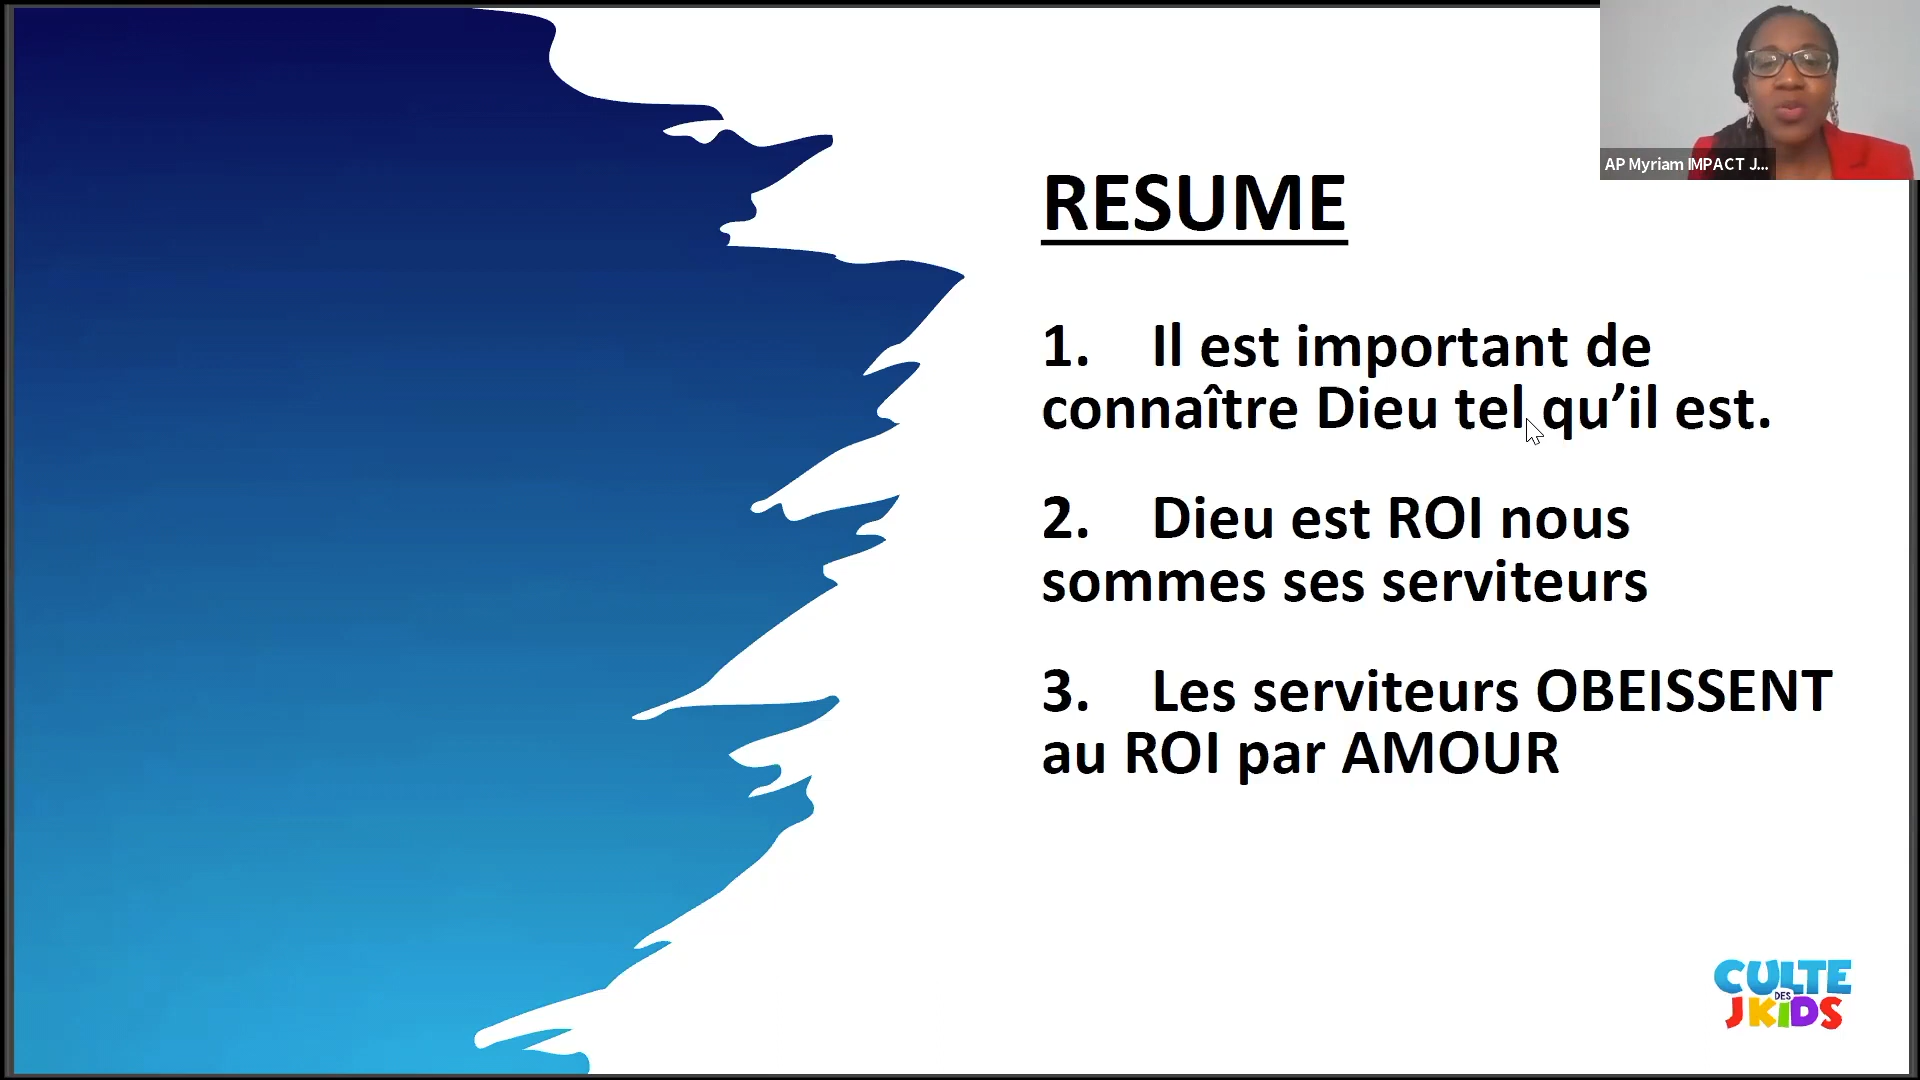 AP Myriam IMPACT J...
RESUME
1. Il est important de
connaître Dieu tel qu’il est.
2. Dieu est ROI nous
sommes ses serviteurs
3. Les serviteurs OBEISSENT
au ROI par AMOUR
CULTE
DES
JKIDS